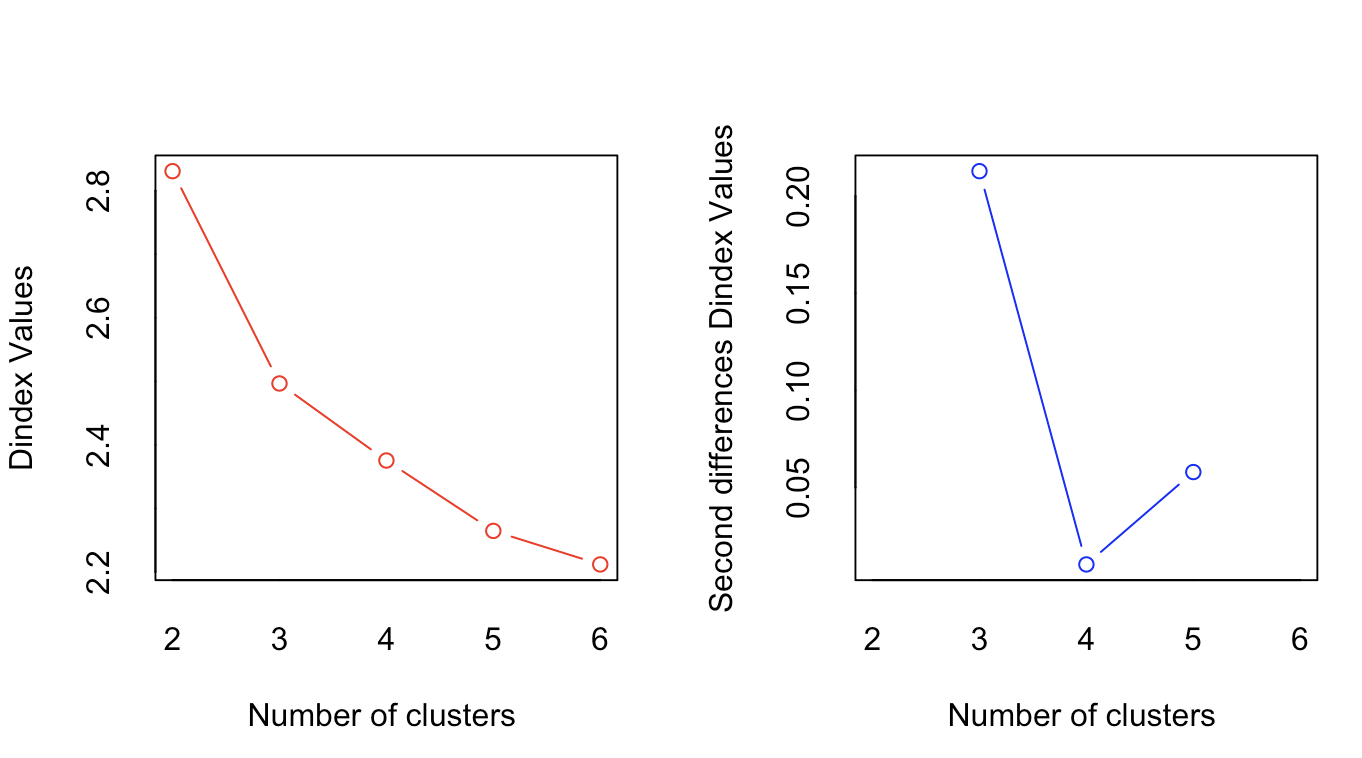 Dindex Values
2.8
2.6
2.4
2.2
2 3 4 5 6
Number of clusters
Second differences Dindex Values
0.20
0.15
0.10
0.05
2 3 4 5 6
Number of clusters